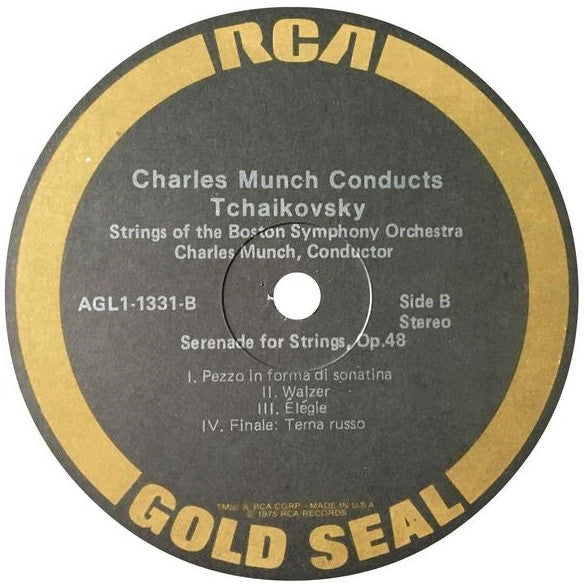 RCA
Charles Munch Conducts
Tchaikovsky
Strings of the Boston Symphony Orchestra
Charles Munch, Conductor
AGL1-1331-B
Side B
Stereo
Serenade for Strings, Op.48
I. Pezzo in forma di sonatina
II. Walzer
III. Élégie
IV. Finale: Tema russo
TM(s) ® RCA CORP - MADE IN U.S.A
© 1975 RCA RECORDS
GOLD SEAL